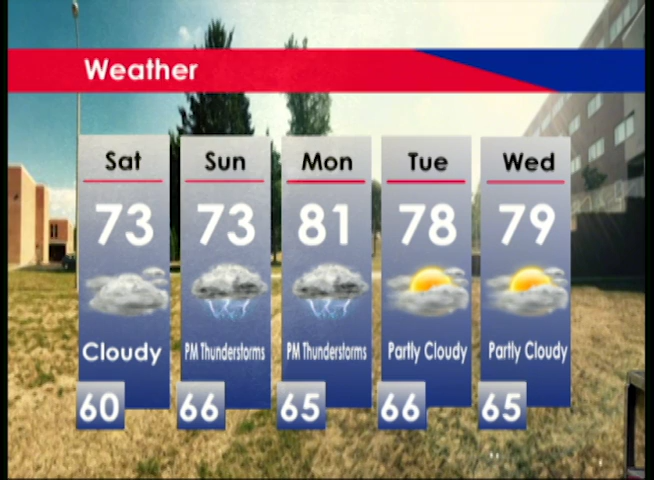 Weather
Sat Sun Mon Tue Wed
73 73 81 78 79
Cloudy PM Thunderstorms PM Thunderstorms Partly Cloudy Partly Cloudy
60 66 65 66 65